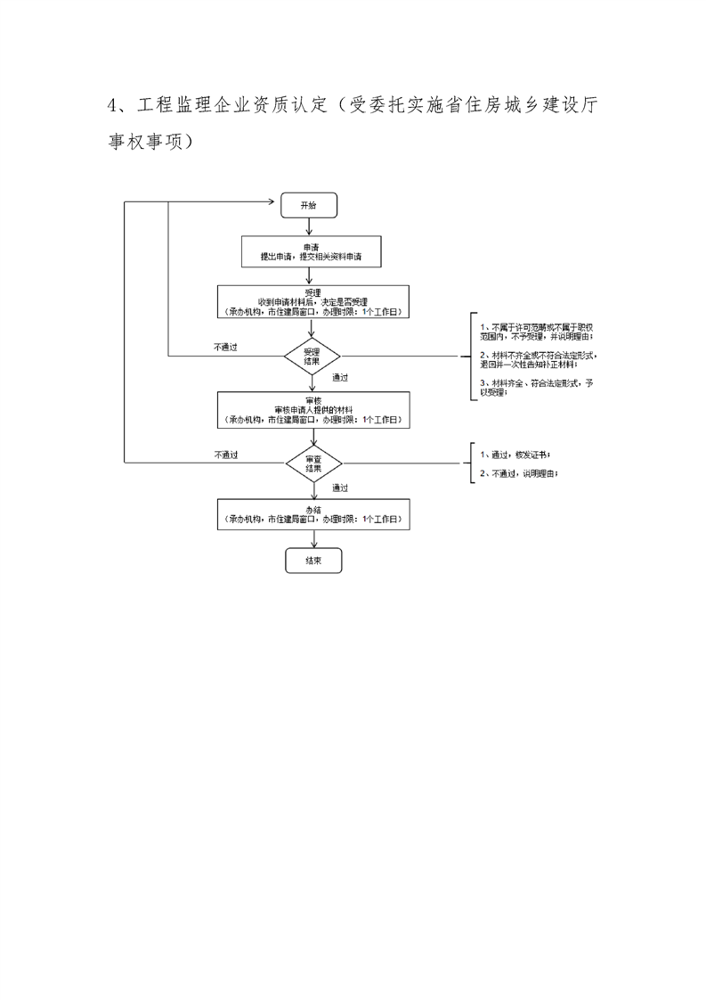 4、工程监理企业资质认定（受委托实施省住房城乡建设厅
事权事项）
开始
申请
提出申请，提交相关资料申请
受理
收到申请材料后，决定是否受理
（承办机构，市住建局窗口，办理时限：1个工作日）
不通过
受理
结果
通过
1、不属于许可范畴或不属于职权
范围内，不予受理，并说明理由；
2、材料不齐全或不符合法定形式，
退回并一次性告知补正材料；
3、材料齐全、符合法定形式，予
以受理；
审核
审核申请人提供的材料
（承办机构，市住建局窗口，办理时限：1个工作日）
不通过
审查
结果
通过
1、通过，核发证书；
2、不通过，说明理由；
办结
（承办机构，市住建局窗口，办理时限：1个工作日）
结束